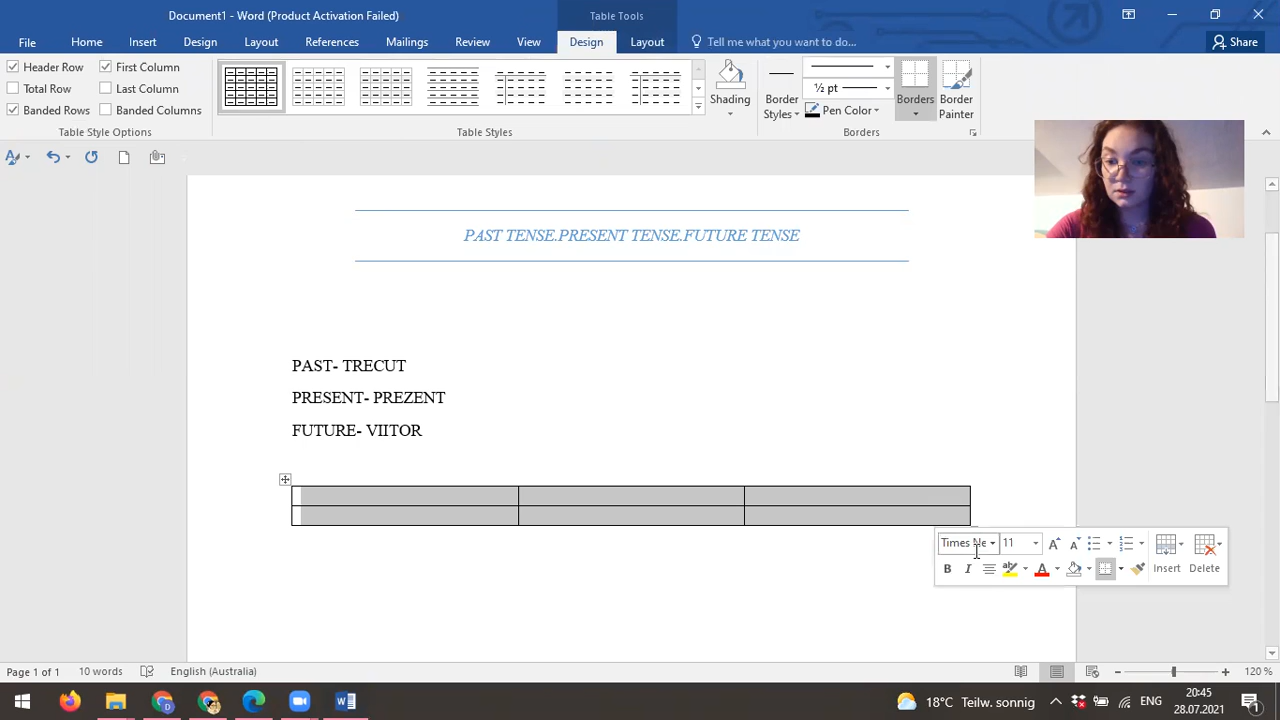 Document1 - Word (Product Activation Failed)
Table Tools
File
Home
Insert
Design
Layout
References
Mailings
Review
View
Design
Layout
Tell me what you want to do...
Share
Header Row
First Column
Total Row
Last Column
Banded Rows
Banded Columns
Table Style Options
Table Styles
Shading
Border
Styles
½ pt
Pen Color
Borders
Border
Painter
Borders
PAST TENSE.PRESENT TENSE.FUTURE TENSE
PAST- TRECUT
PRESENT- PREZENT
FUTURE- VIITOR
Times Ne
11
A
A
B
I
ab
A
Insert
Delete
Page 1 of 1
10 words
English (Australia)
120 %
18°C Teilw. sonnig
ENG
20:45
28.07.2021